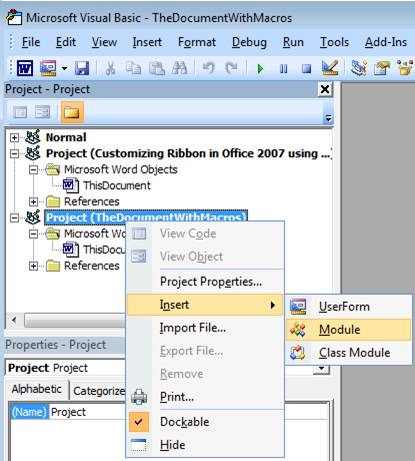 Microsoft Visual Basic - TheDocumentWithMacros
File Edit View Insert Format Debug Run Tools Add-Ins
Project - Project
Normal
Project (Customizing Ribbon in Office 2007 using ...)
Microsoft Word Objects
ThisDocument
References
Project (TheDocumentWithMacros)
Microsoft Wo
ThisDocu
References
View Code
View Object
Project Properties...
Insert
Import File...
Export File...
Remove
Print...
Dockable
Hide
UserForm
Module
Class Module
Properties - Project
Project Project
Alphabetic Categorize
(Name) Project